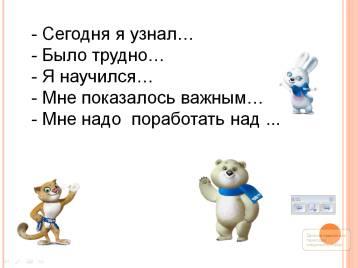 - Сегодня я узнал…
- Было трудно…
- Я научился…
- Мне показалось важным…
- Мне надо поработать над ...